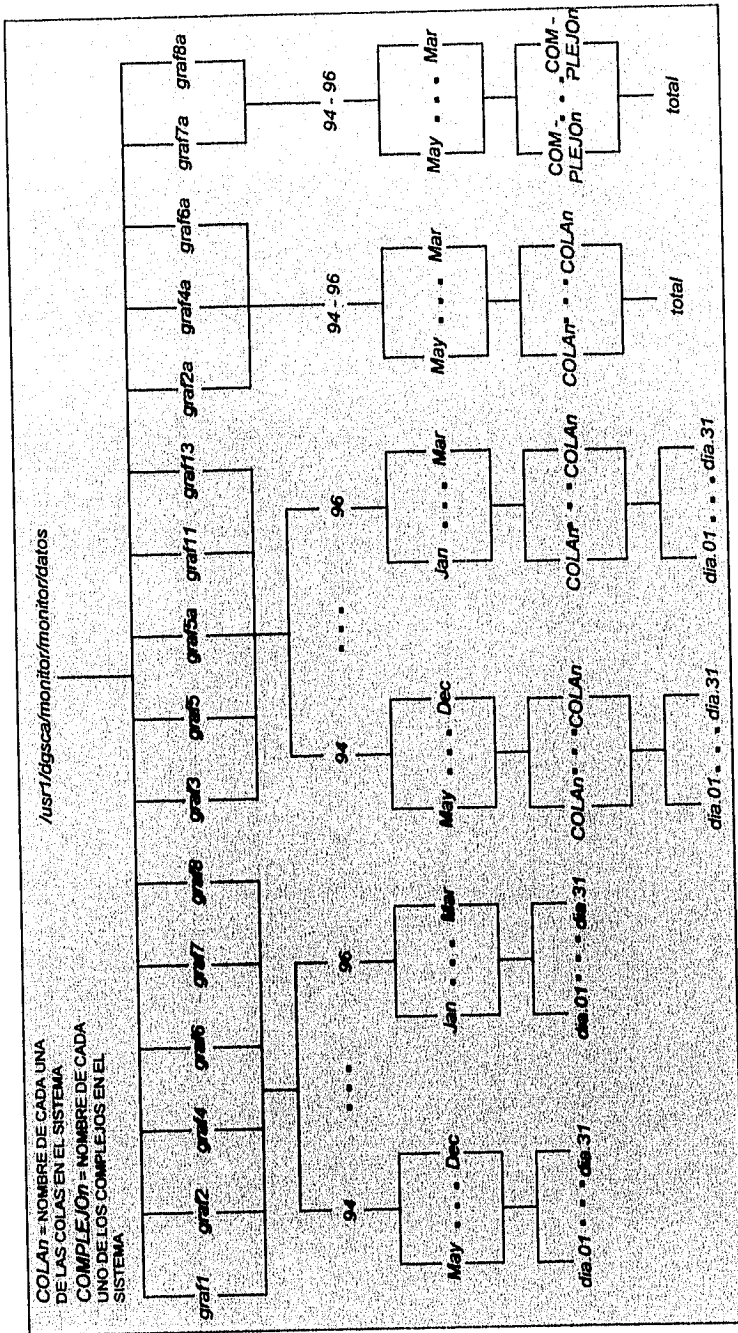 COLAn = NOMBRE DE CADA UNA
DE LAS COLAS EN EL SISTEMA
COMPLEJOn = NOMBRE DE CADA
UNO DE LOS COMPLEJOS EN EL
SISTEMA
/usr1/dgsca/monitor/monitor/datos
graf1 graf2 graf4 graf6 graf7 graf8 graf3 graf5 graf5a graf11 graf13 graf2a graf4a graf6a graf7a graf8a
94 . . . 96 94 . . . 96 94 - 96 94 - 96
May . . . . Dec Jan . . . Mar May . . . . Dec Jan . . . Mar May . . . Mar May . . . Mar
dia.01 . . . . dia.31 dia.01 . . . . dia.31 COLAn . . . . COLAn COLAn . . . COLAn COLAn . . . COLAn COM - . . . COM -
PLEJOn PLEJOn
dia.01 . . . . dia.31 dia.01 . . . . dia.31 total total